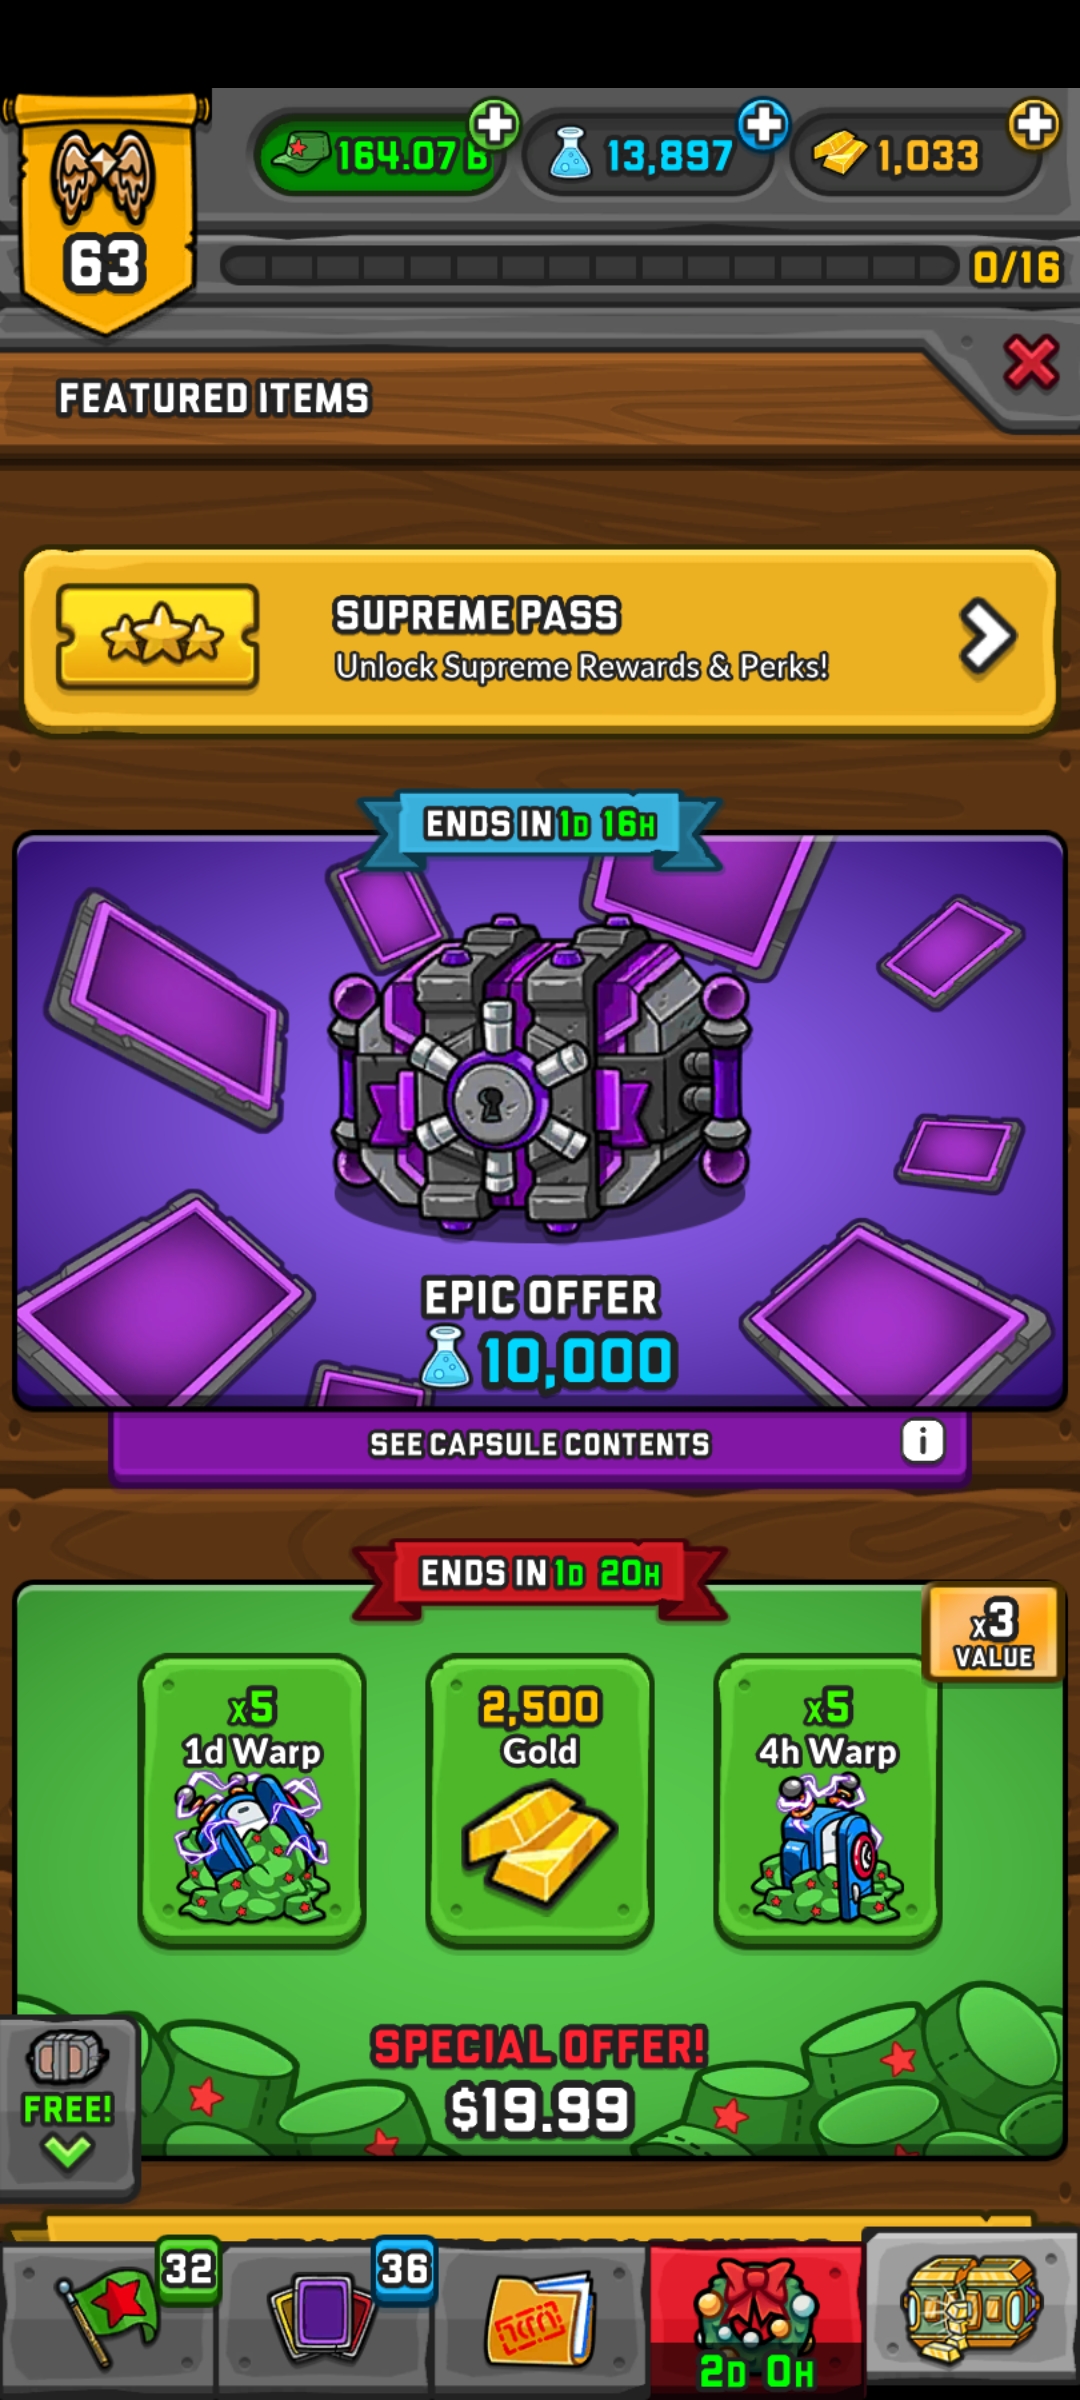 164.07 B
13,897
1,033
63
0/16
FEATURED ITEMS
SUPREME PASS
Unlock Supreme Rewards & Perks!
ENDS IN 1D 16H
EPIC OFFER
10,000
SEE CAPSULE CONTENTS
i
ENDS IN 1D 20H
x3
VALUE
x5
1d Warp
2,500
Gold
x5
4h Warp
SPECIAL OFFER!
$19.99
FREE!
32
36
2D 0H